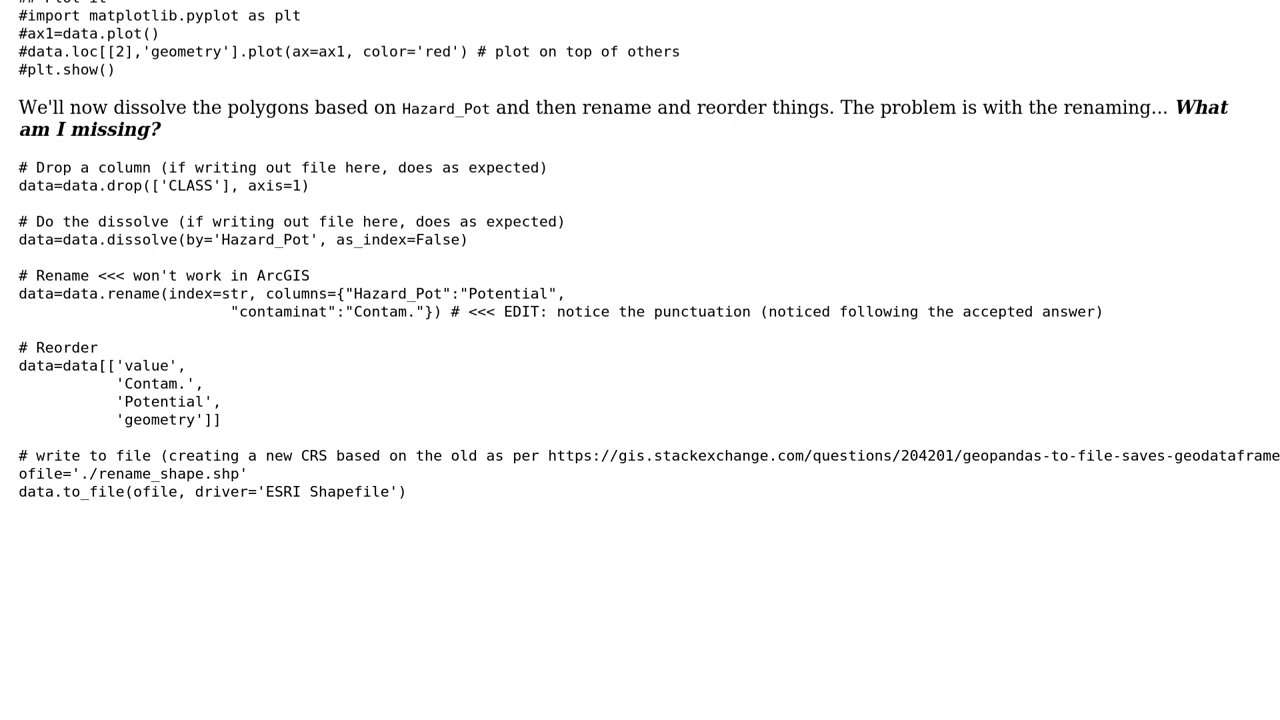 ## Plot it
#import matplotlib.pyplot as plt
#ax1=data.plot()
#data.loc[[2],'geometry'].plot(ax=ax1, color='red') # plot on top of others
#plt.show()
We'll now dissolve the polygons based on Hazard_Pot and then rename and reorder things. The problem is with the renaming... What
am I missing?
# Drop a column (if writing out file here, does as expected)
data=data.drop(['CLASS'], axis=1)
# Do the dissolve (if writing out file here, does as expected)
data=data.dissolve(by='Hazard_Pot', as_index=False)
# Rename <<< won't work in ArcGIS
data=data.rename(index=str, columns={"Hazard_Pot":"Potential",
"contaminat":"Contam."}) # <<< EDIT: notice the punctuation (noticed following the accepted answer)
# Reorder
data=data[['value',
'Contam.',
'Potential',
'geometry']]
# write to file (creating a new CRS based on the old as per https://gis.stackexchange.com/questions/204201/geopandas-to-file-saves-geodataframe
ofile='./rename_shape.shp'
data.to_file(ofile, driver='ESRI Shapefile')